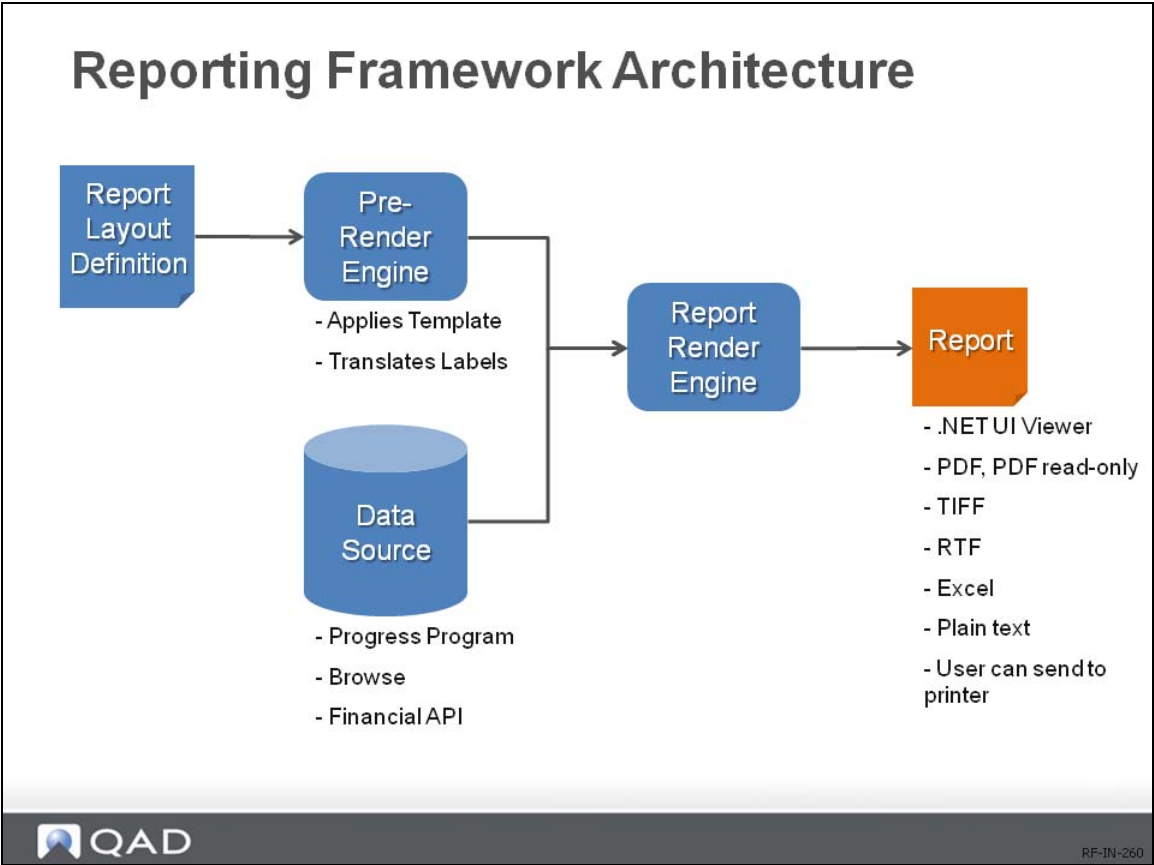 Reporting Framework Architecture
Report
Layout
Definition
Pre-
Render
Engine
- Applies Template
- Translates Labels
Data
Source
- Progress Program
- Browse
- Financial API
Report
Render
Engine
Report
- .NET UI Viewer
- PDF, PDF read-only
- TIFF
- RTF
- Excel
- Plain text
- User can send to
printer
QAD
RF-IN-260